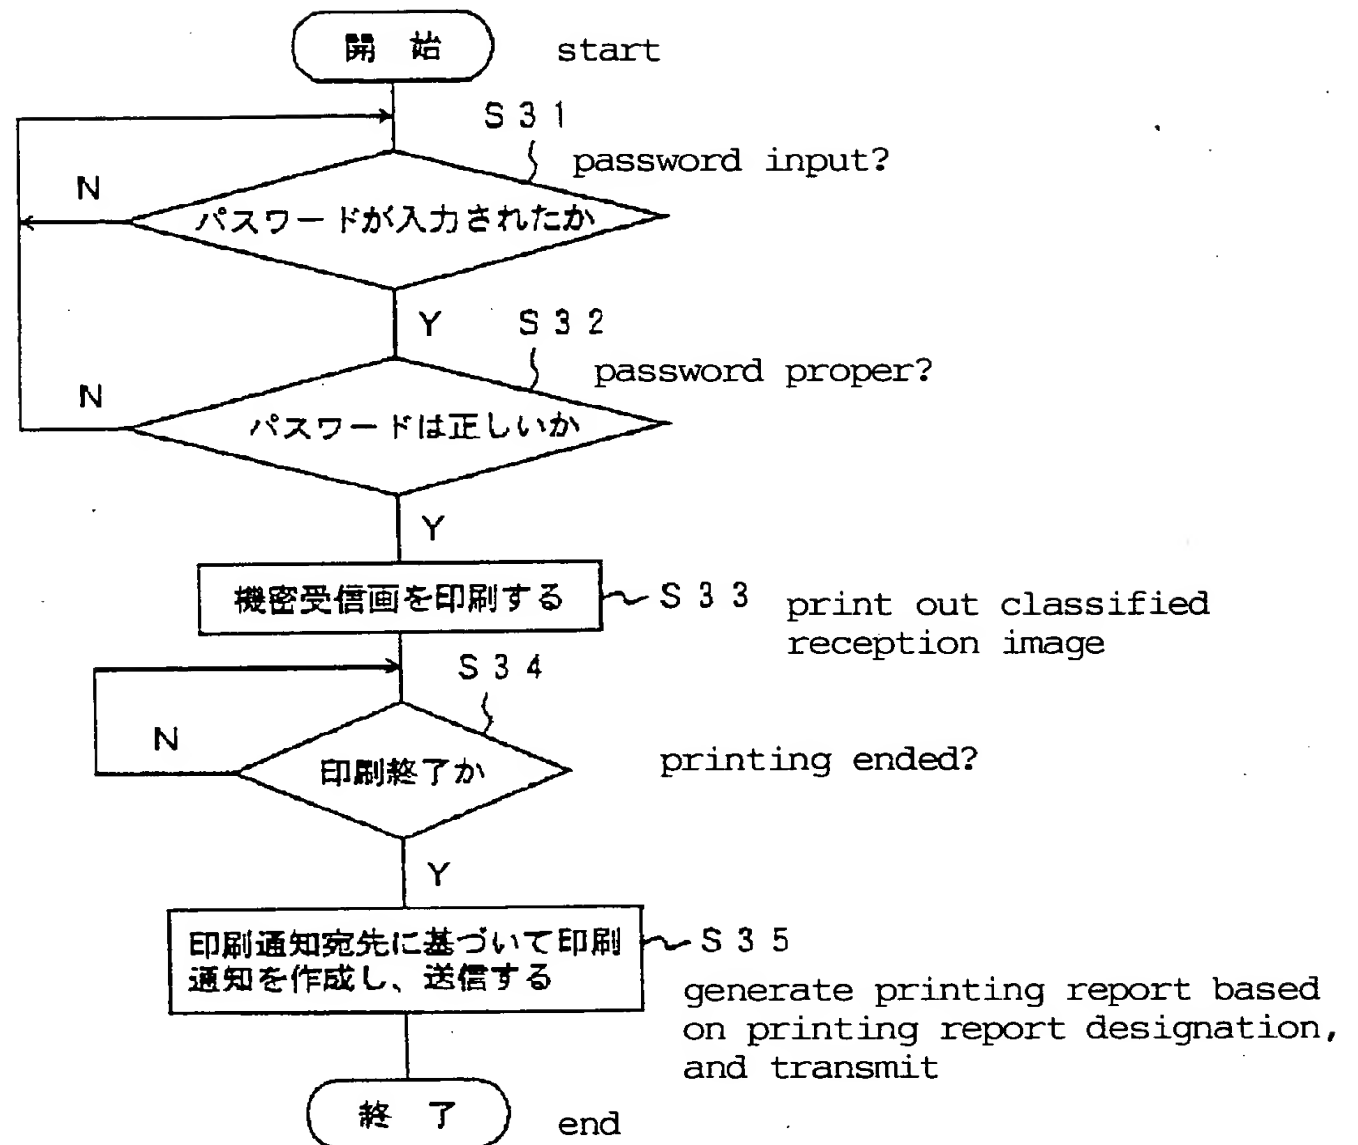 開 始
start
S31
password input?
N
パスワードが入力されたか
Y
S32
password proper?
N
パスワードは正しいか
Y
機密受信画を印刷する
S33
print out classified
reception image
S34
N
印刷終了か
printing ended?
Y
印刷通知宛先に基づいて印刷
通知を作成し、送信する
S35
generate printing report based
on printing report designation,
and transmit
終 了
end